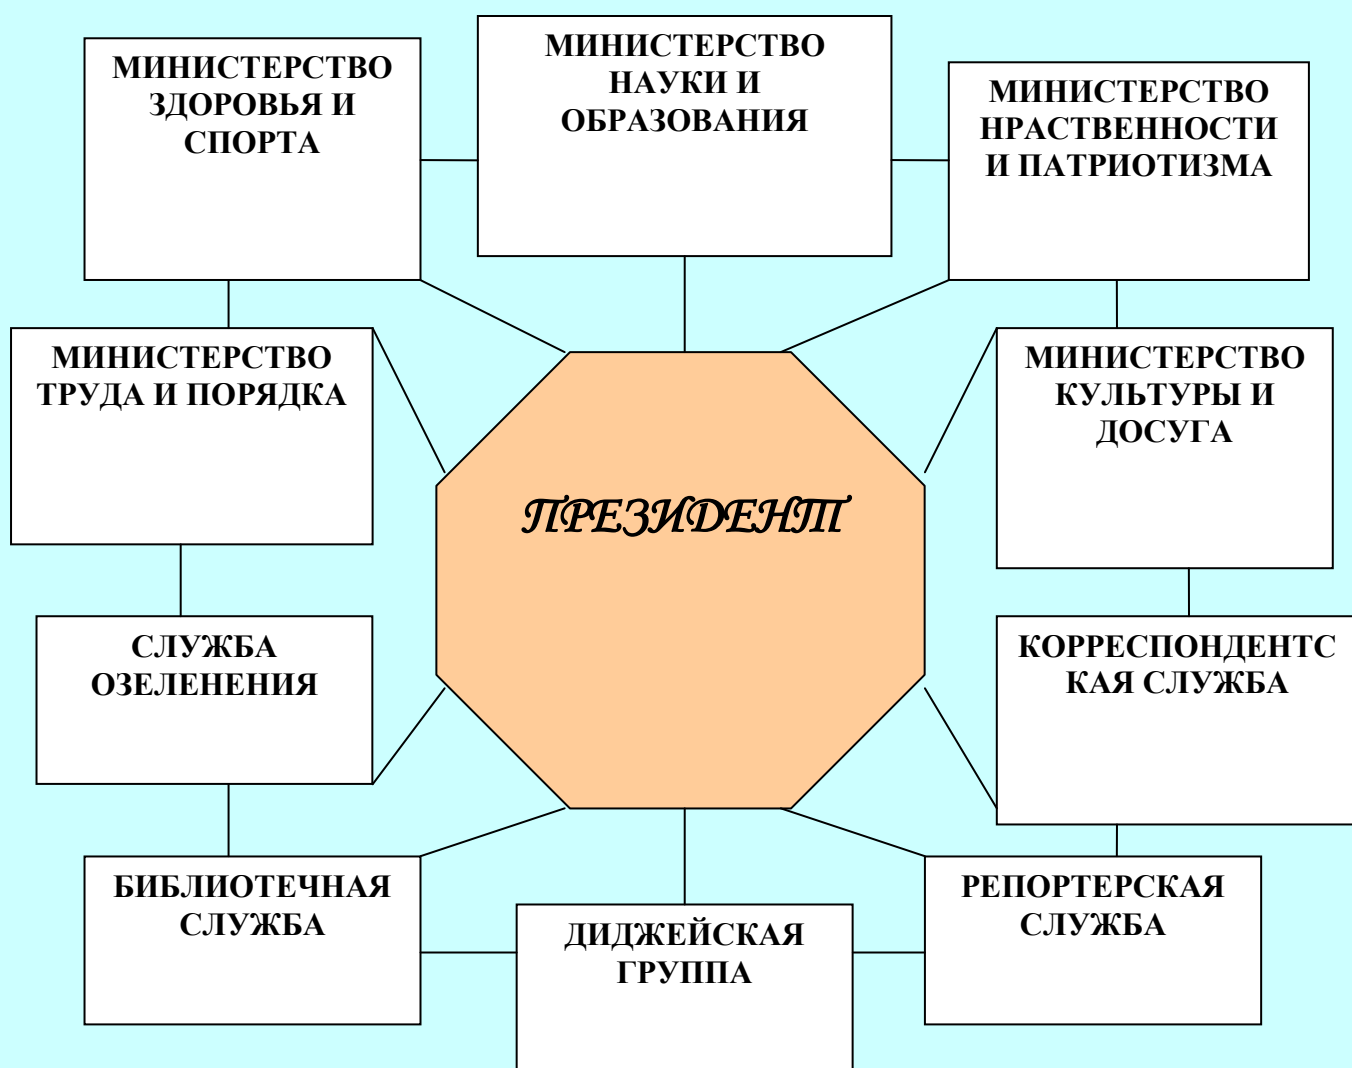 МИНИСТЕРСТВО
ЗДОРОВЬЯ И
СПОРТА
МИНИСТЕРСТВО
НАУКИ И
ОБРАЗОВАНИЯ
МИНИСТЕРСТВО
НРАСТВЕННОСТИ
И ПАТРИОТИЗМА
МИНИСТЕРСТВО
ТРУДА И ПОРЯДКА
МИНИСТЕРСТВО
КУЛЬТУРЫ И
ДОСУГА
ПРЕЗИДЕНТ
СЛУЖБА
ОЗЕЛЕНЕНИЯ
КОРРЕСПОНДЕНТС
КАЯ СЛУЖБА
БИБЛИОТЕЧНАЯ
СЛУЖБА
ДИДЖЕЙСКАЯ
ГРУППА
РЕПОРТЕРСКАЯ
СЛУЖБА